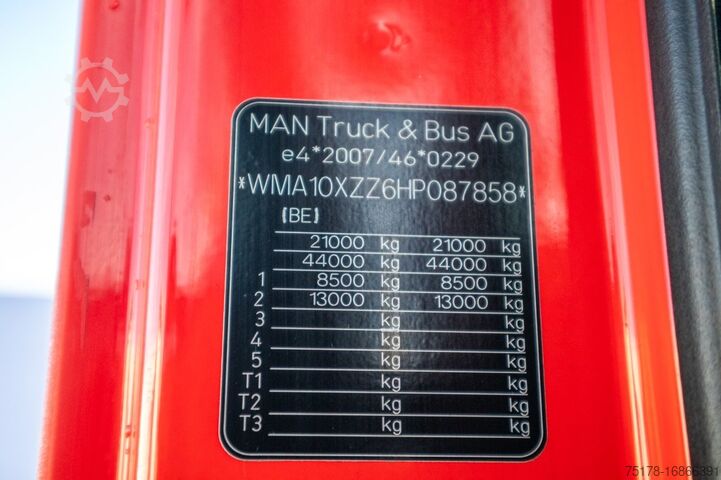 MAN Truck & Bus AG
e4*2007/46*0229
*WMA10XZZ6HP087858*
(BE)
21000 kg 21000 kg
44000 kg 44000 kg
1 8500 kg 8500 kg
2 13000 kg 13000 kg
3 kg kg
4 kg kg
5 kg kg
T1 kg kg
T2 kg kg
T3 kg kg
75178-16866391